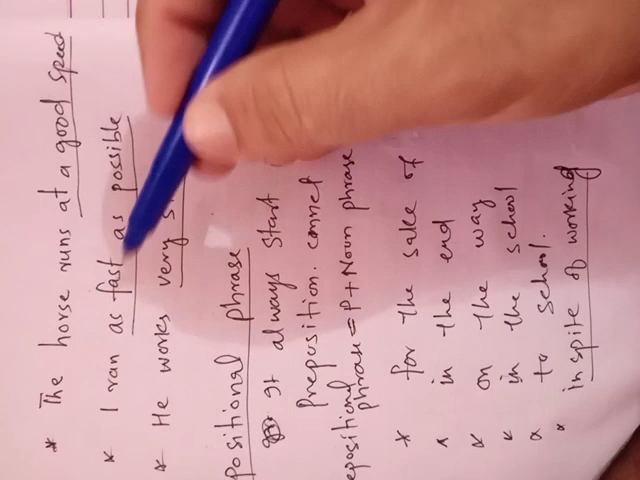 * The horse runs at a good speed
* I ran as fast as possible
* He works very
positional phrase
It always start
Preposition. connet
epositional
phrase = P + Noun phrase
* for the sake of
* in the end
* on the way
* in the school
* to school.
* inspite of working